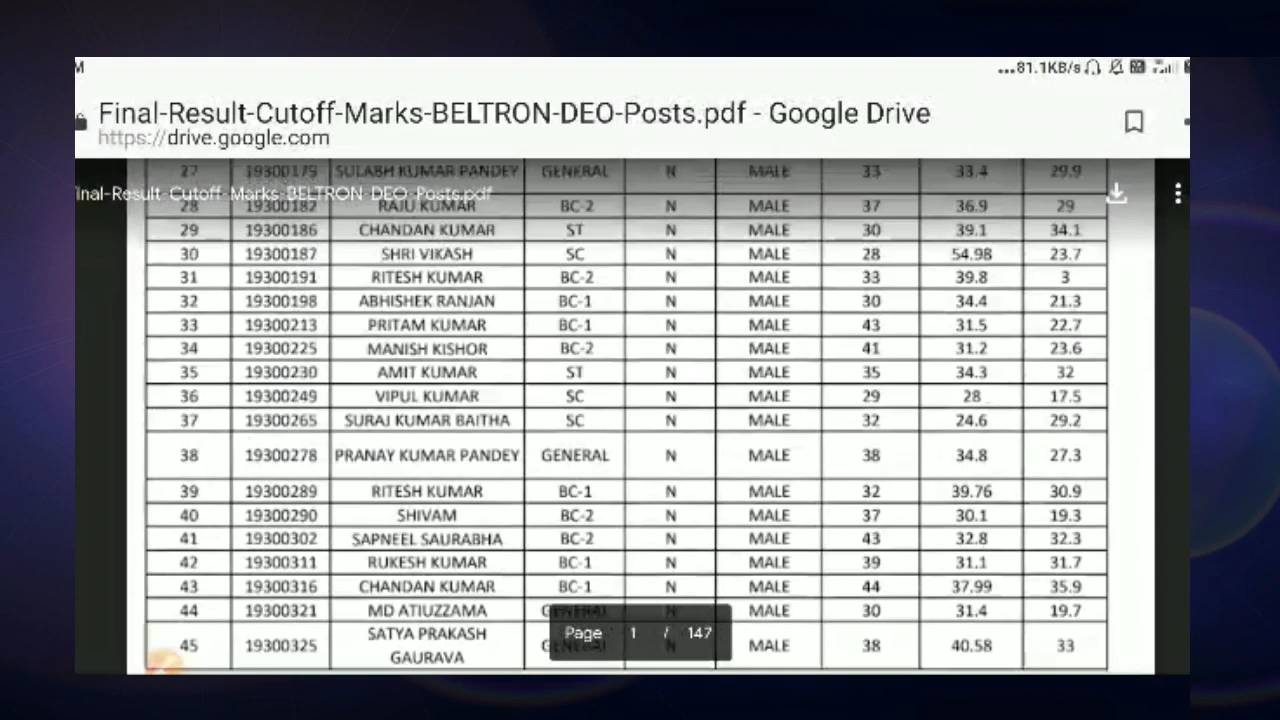 M ...81.1KB/s
Final-Result-Cutoff-Marks-BELTRON-DEO-Posts.pdf - Google Drive
https://drive.google.com
27 19300175 SULABH KUMAR PANDEY GENERAL N MALE 33 33.4 29.9
inal-Result-Cutoff-Marks-BELTRON-DEO-Posts.pdf
28 19300182 RAJU KUMAR BC-2 N MALE 37 36.9 29
29 19300186 CHANDAN KUMAR ST N MALE 30 39.1 34.1
30 19300187 SHRI VIKASH SC N MALE 28 54.98 23.7
31 19300191 RITESH KUMAR BC-2 N MALE 33 39.8 3
32 19300198 ABHISHEK RANJAN BC-1 N MALE 30 34.4 21.3
33 19300213 PRITAM KUMAR BC-1 N MALE 43 31.5 22.7
34 19300225 MANISH KISHOR BC-2 N MALE 41 31.2 23.6
35 19300230 AMIT KUMAR ST N MALE 35 34.3 32
36 19300249 VIPUL KUMAR SC N MALE 29 28 17.5
37 19300265 SURAJ KUMAR BAITHA SC N MALE 32 24.6 29.2
38 19300278 PRANAY KUMAR PANDEY GENERAL N MALE 38 34.8 27.3
39 19300289 RITESH KUMAR BC-1 N MALE 32 39.76 30.9
40 19300290 SHIVAM BC-2 N MALE 37 30.1 19.3
41 19300302 SAPNEEL SAURABHA BC-2 N MALE 43 32.8 32.3
42 19300311 RUKESH KUMAR BC-1 N MALE 39 31.1 31.7
43 19300316 CHANDAN KUMAR BC-1 N MALE 44 37.99 35.9
44 19300321 MD ATIUZZAMA GENERAL N MALE 30 31.4 19.7
45 19300325 SATYA PRAKASH GAURAVA GENERAL N MALE 38 40.58 33
Page 1 / 147